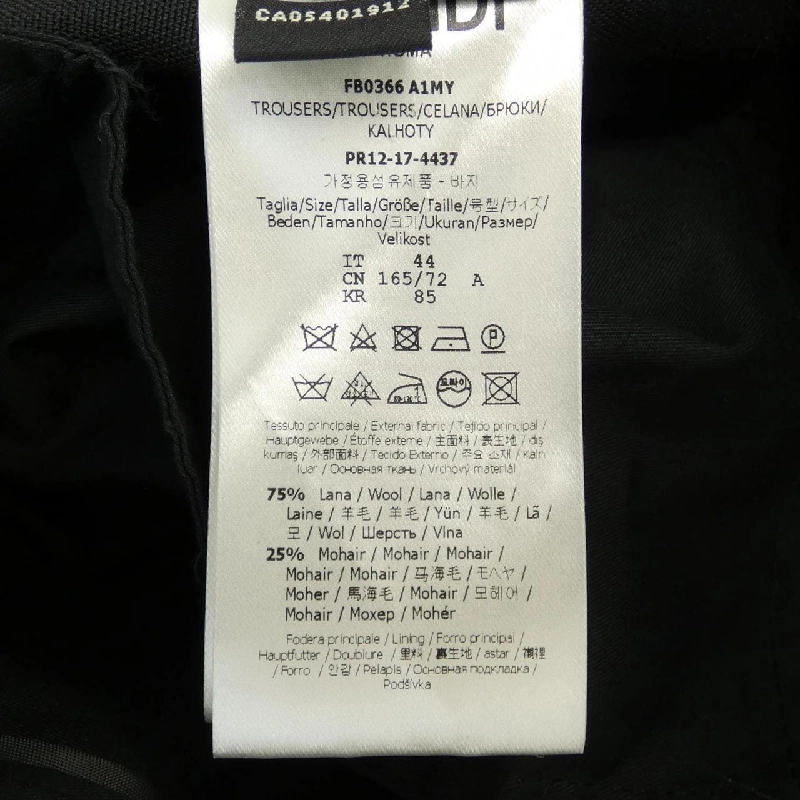 CA05401912
ROMA
FB0366 A1MY
TROUSERS/TROUSERS/CELANA/БРЮКИ/
KALHOTY
PR12-17-4437
가정용섬유제품 - 바지
Taglia/Size/Talla/Größe/Taille/号型/サイズ/
Beden/Tamanho/크기/Ukuran/Размер/
Velikost
IT 44
CN 165/72 A
KR 85
Tessuto principale / External fabric / Tejido principal /
Hauptgewebe / Étoffe externe / 主面料 / 裏生地 / dış
kumaş / 外部面料 / Tecido Externo / 주요 소재 / kain
luar / Основная ткань / Vrchový materiál
75% Lana / Wool / Lana / Wolle /
Laine / 羊毛 / 羊毛 / Yün / 羊毛 / Lã /
모 / Wol / Шерсть / Vlna
25% Mohair / Mohair / Mohair /
Mohair / Mohair / 马海毛 / モヘヤ /
Moher / 馬海毛 / Mohair / 모헤어 /
Mohair / Мохер / Mohér
Fodera principale / Lining / Forro principal /
Hauptfutter / Doublure / 里料 / 裏生地 / astar / 襯裡
/ Forro / 안감 / Pelapis / Основная подкладка /
Podšívka